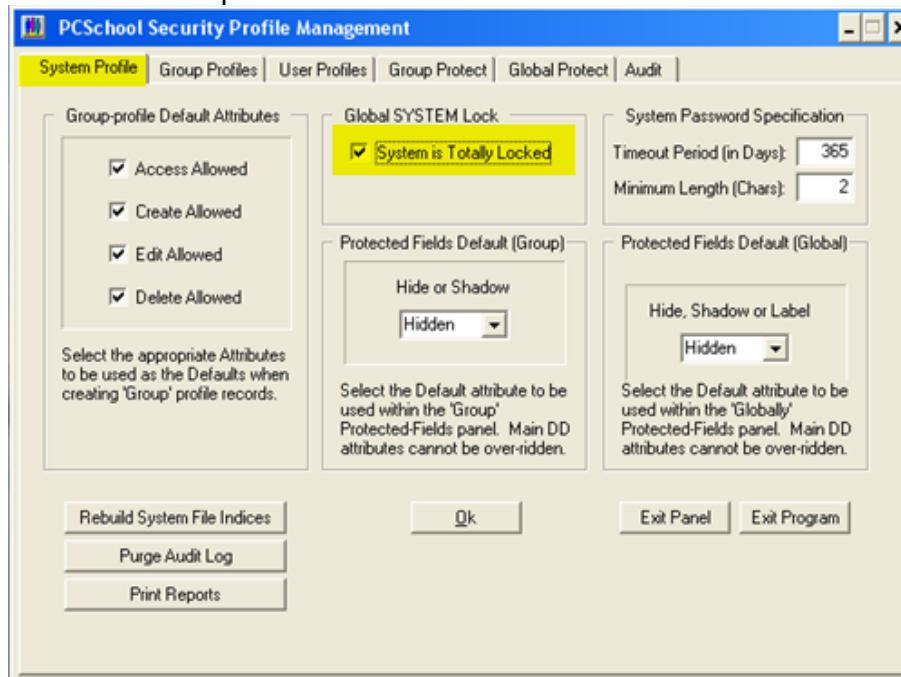 PCSchool Security Profile Management
System Profile Group Profiles User Profiles Group Protect Global Protect Audit
Group-profile Default Attributes
Access Allowed
Create Allowed
Edit Allowed
Delete Allowed
Select the appropriate Attributes
to be used as the Defaults when
creating 'Group' profile records.
Global SYSTEM Lock
System is Totally Locked
System Password Specification
Timeout Period (in Days): 365
Minimum Length (Chars): 2
Protected Fields Default (Group)
Hide or Shadow
Hidden
Select the Default attribute to be
used within the 'Group'
Protected-Fields panel. Main DD
attributes cannot be over-ridden.
Protected Fields Default (Global)
Hide, Shadow or Label
Hidden
Select the Default attribute to be
used within the 'Globally'
Protected-Fields panel. Main DD
attributes cannot be over-ridden.
Rebuild System File Indices
Purge Audit Log
Print Reports
Ok
Exit Panel Exit Program